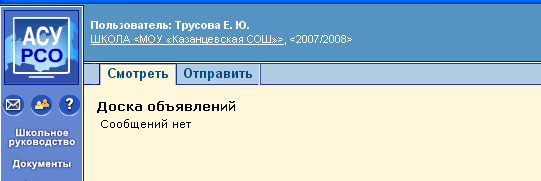 Пользователь: Трусова Е. Ю.
ШКОЛА <МОУ «Казанцевская СОШ»>, <2007/2008>
АСУ
РСО
Смотреть Отправить
Доска объявлений
Сообщений нет
?
Школьное
руководство
Документы